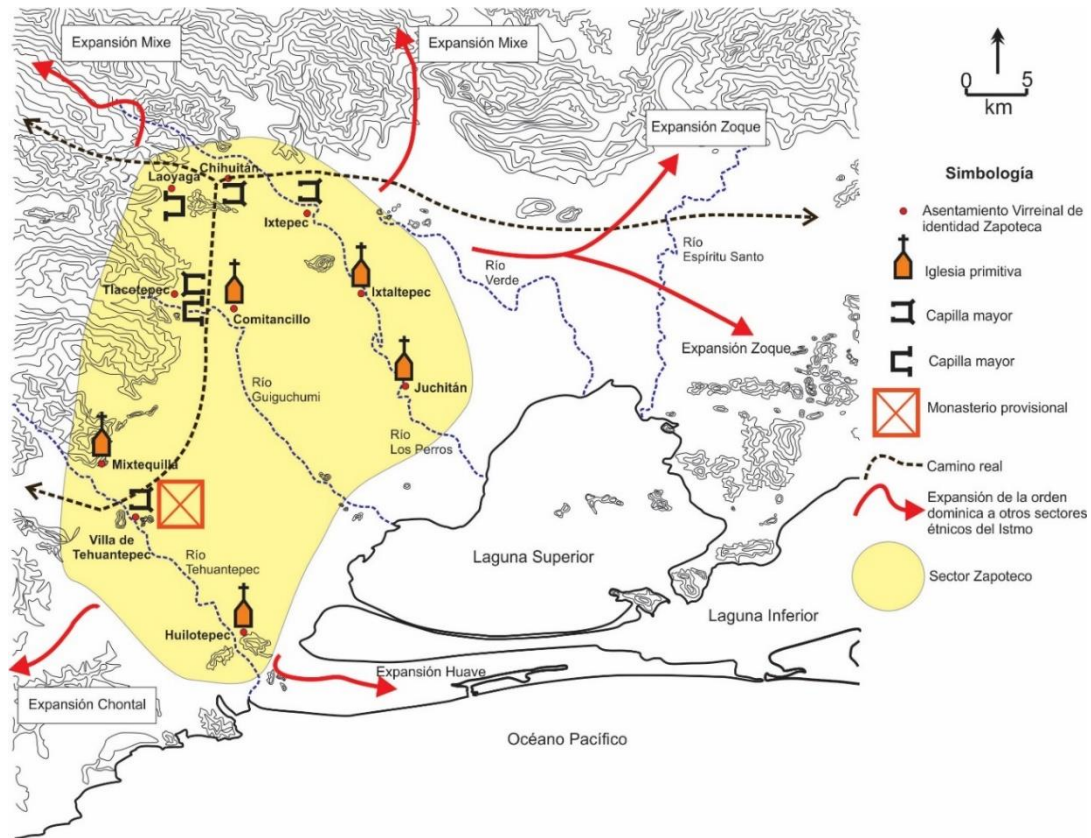 Expansión Mixe
Expansión Mixe
Expansión Zoque
Laoyaga
Chihuitán
Ixtepec
Río
Verde
Río
Espíritu Santo
Tlacotepec
Comitancillo
Ixtaltepec
Expansión Zoque
Río
Guiguchumi
Juchitán
Río
Los Perros
Mixtequilla
Villa de
Tehuantepec
Río
Tehuantepec
Laguna Superior
Laguna Inferior
Huilotepec
Expansión Huave
Expansión Chontal
Océano Pacífico
0 5
km
Simbología
Asentamiento Virreinal de
identidad Zapoteca
Iglesia primitiva
Capilla mayor
Capilla mayor
Monasterio provisional
Camino real
Expansión de la orden
dominica a otros sectores
étnicos del Istmo
Sector Zapoteco